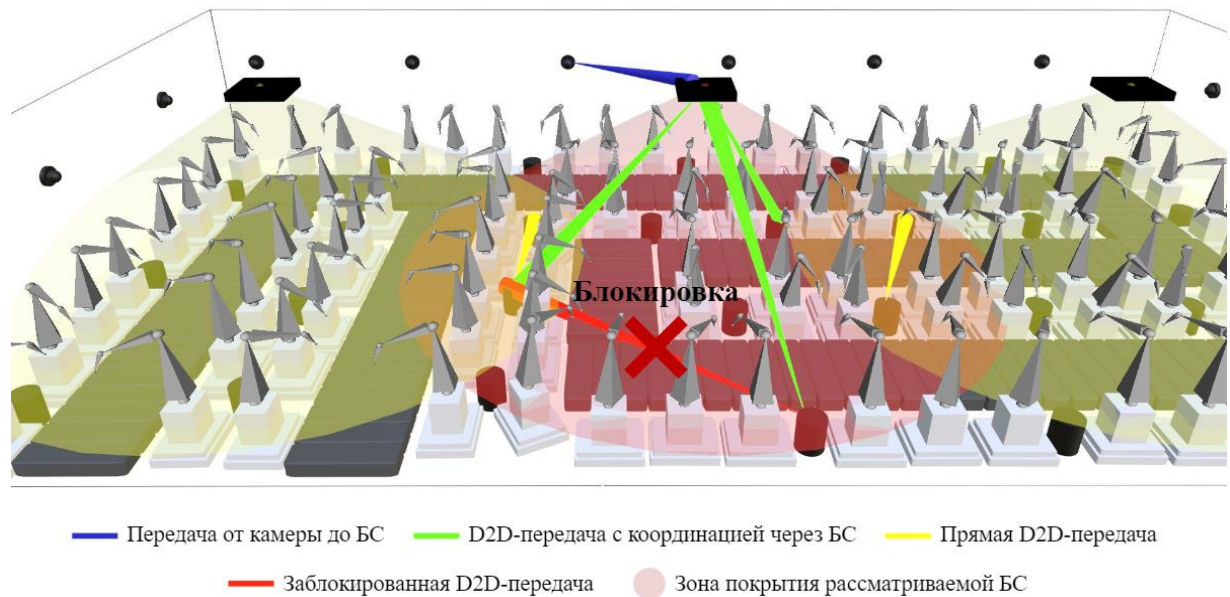 Блокировка
Передача от камеры до БС
D2D-передача с координацией через БС
Прямая D2D-передача
Заблокированная D2D-передача
Зона покрытия рассматриваемой БС